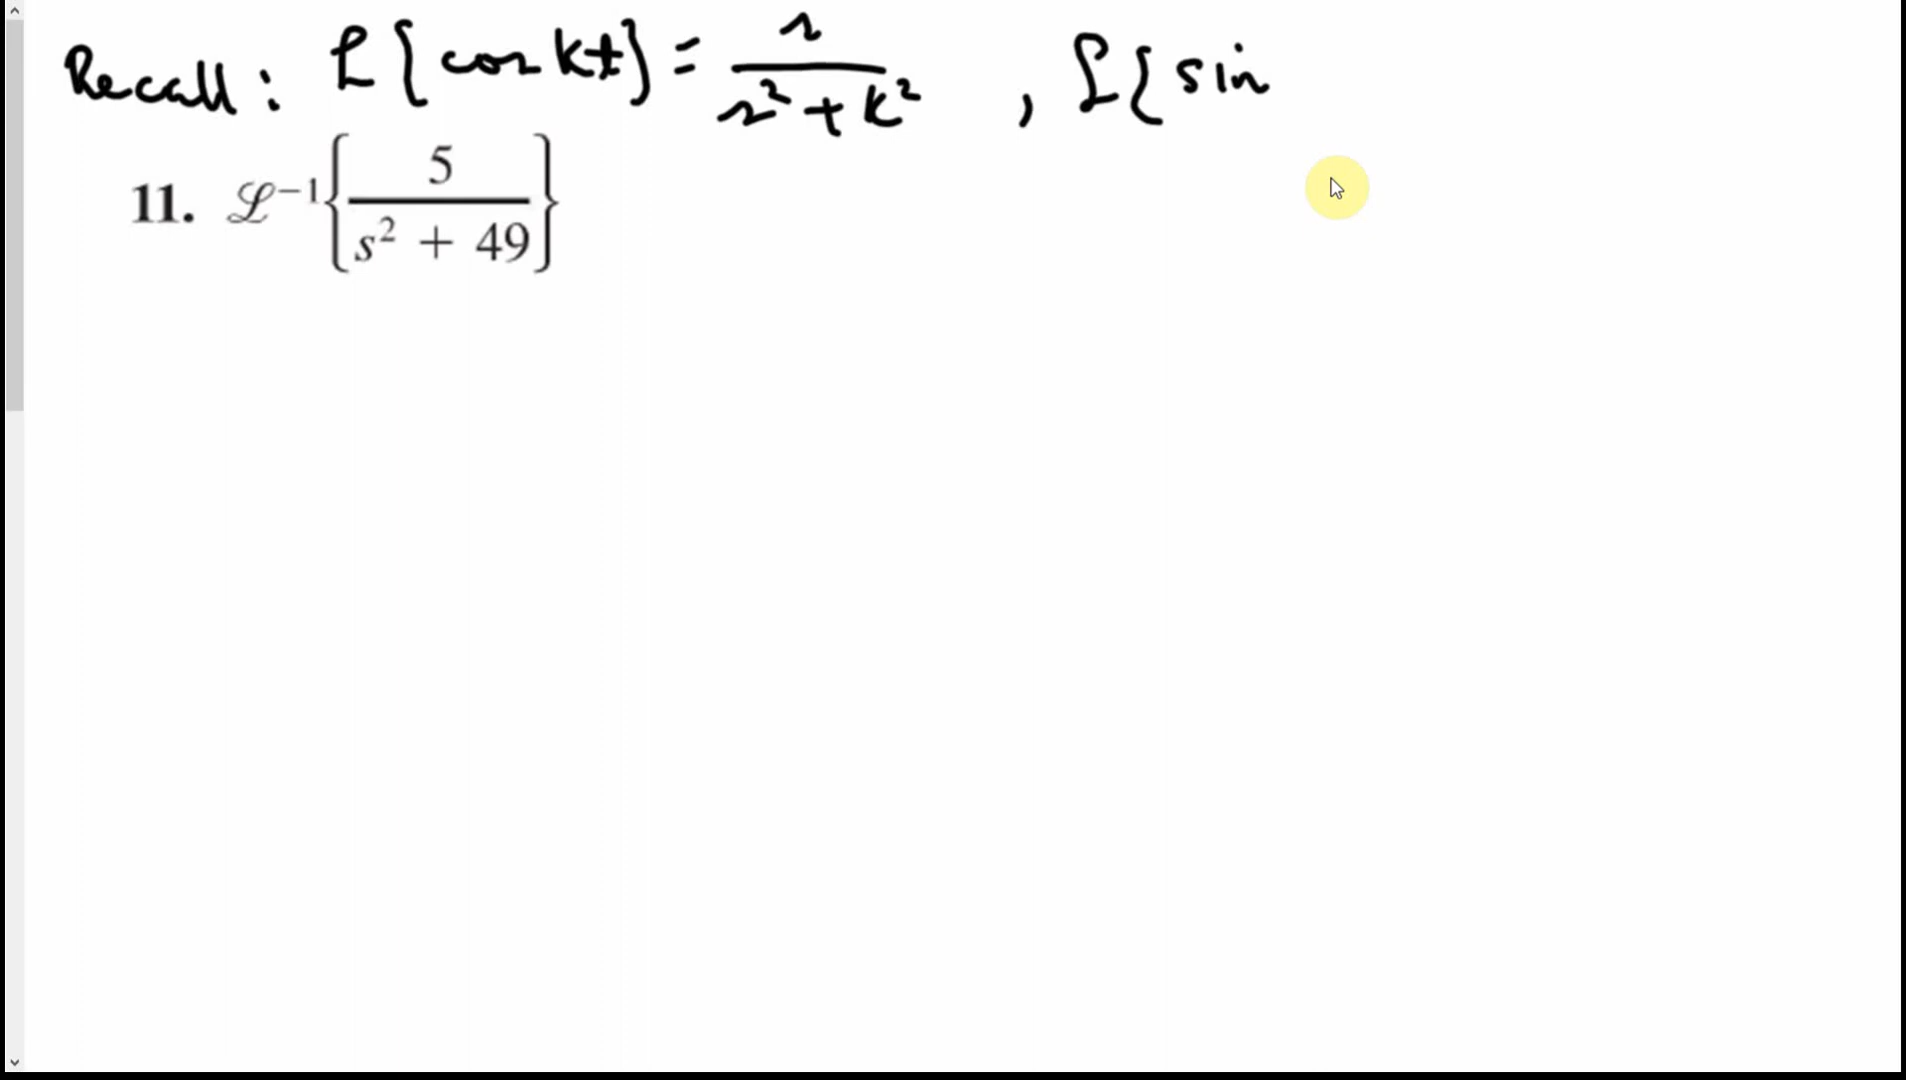 Recall: ℒ{cos kt} = s/(s² + k²) , ℒ{sin
11. ℒ⁻¹{5/(s² + 49)}